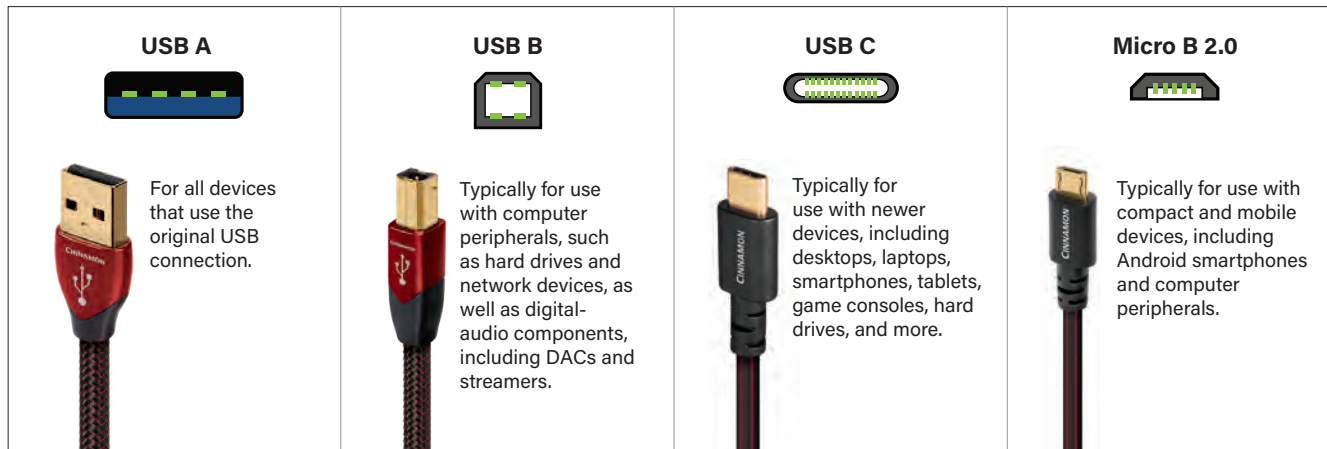 USB A
For all devices
that use the
original USB
connection.
CINNAMON
USB B
Typically for use
with computer
peripherals, such
as hard drives and
network devices, as
well as digital-
audio components,
including DACs and
streamers.
CINNAMON
USB C
Typically for
use with newer
devices, including
desktops, laptops,
smartphones, tablets,
game consoles, hard
drives, and more.
CINNAMON
Micro B 2.0
Typically for use with
compact and mobile
devices, including
Android smartphones
and computer
peripherals.
CINNAMON